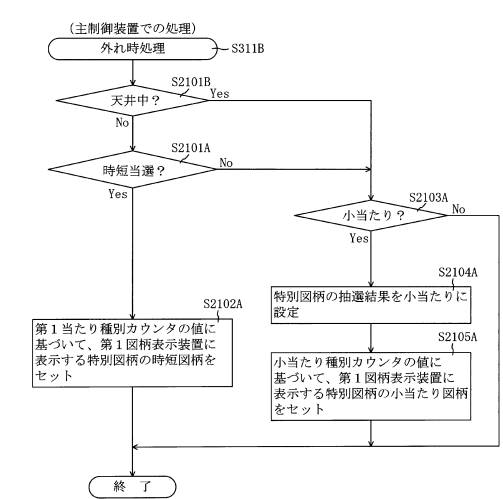 (主制御装置での処理)
外れ時処理
S311B
S2101B
天井中?
Yes
No
S2101A
時短当選?
No
Yes
S2103A
小当たり?
No
Yes
S2104A
特別図柄の抽選結果を小当たりに
設定
S2102A
第1当たり種別カウンタの値に
基づいて、第1図柄表示装置に
表示する特別図柄の時短図柄を
セット
S2105A
小当たり種別カウンタの値に
基づいて、第1図柄表示装置に
表示する特別図柄の小当たり図柄
をセット
終 了